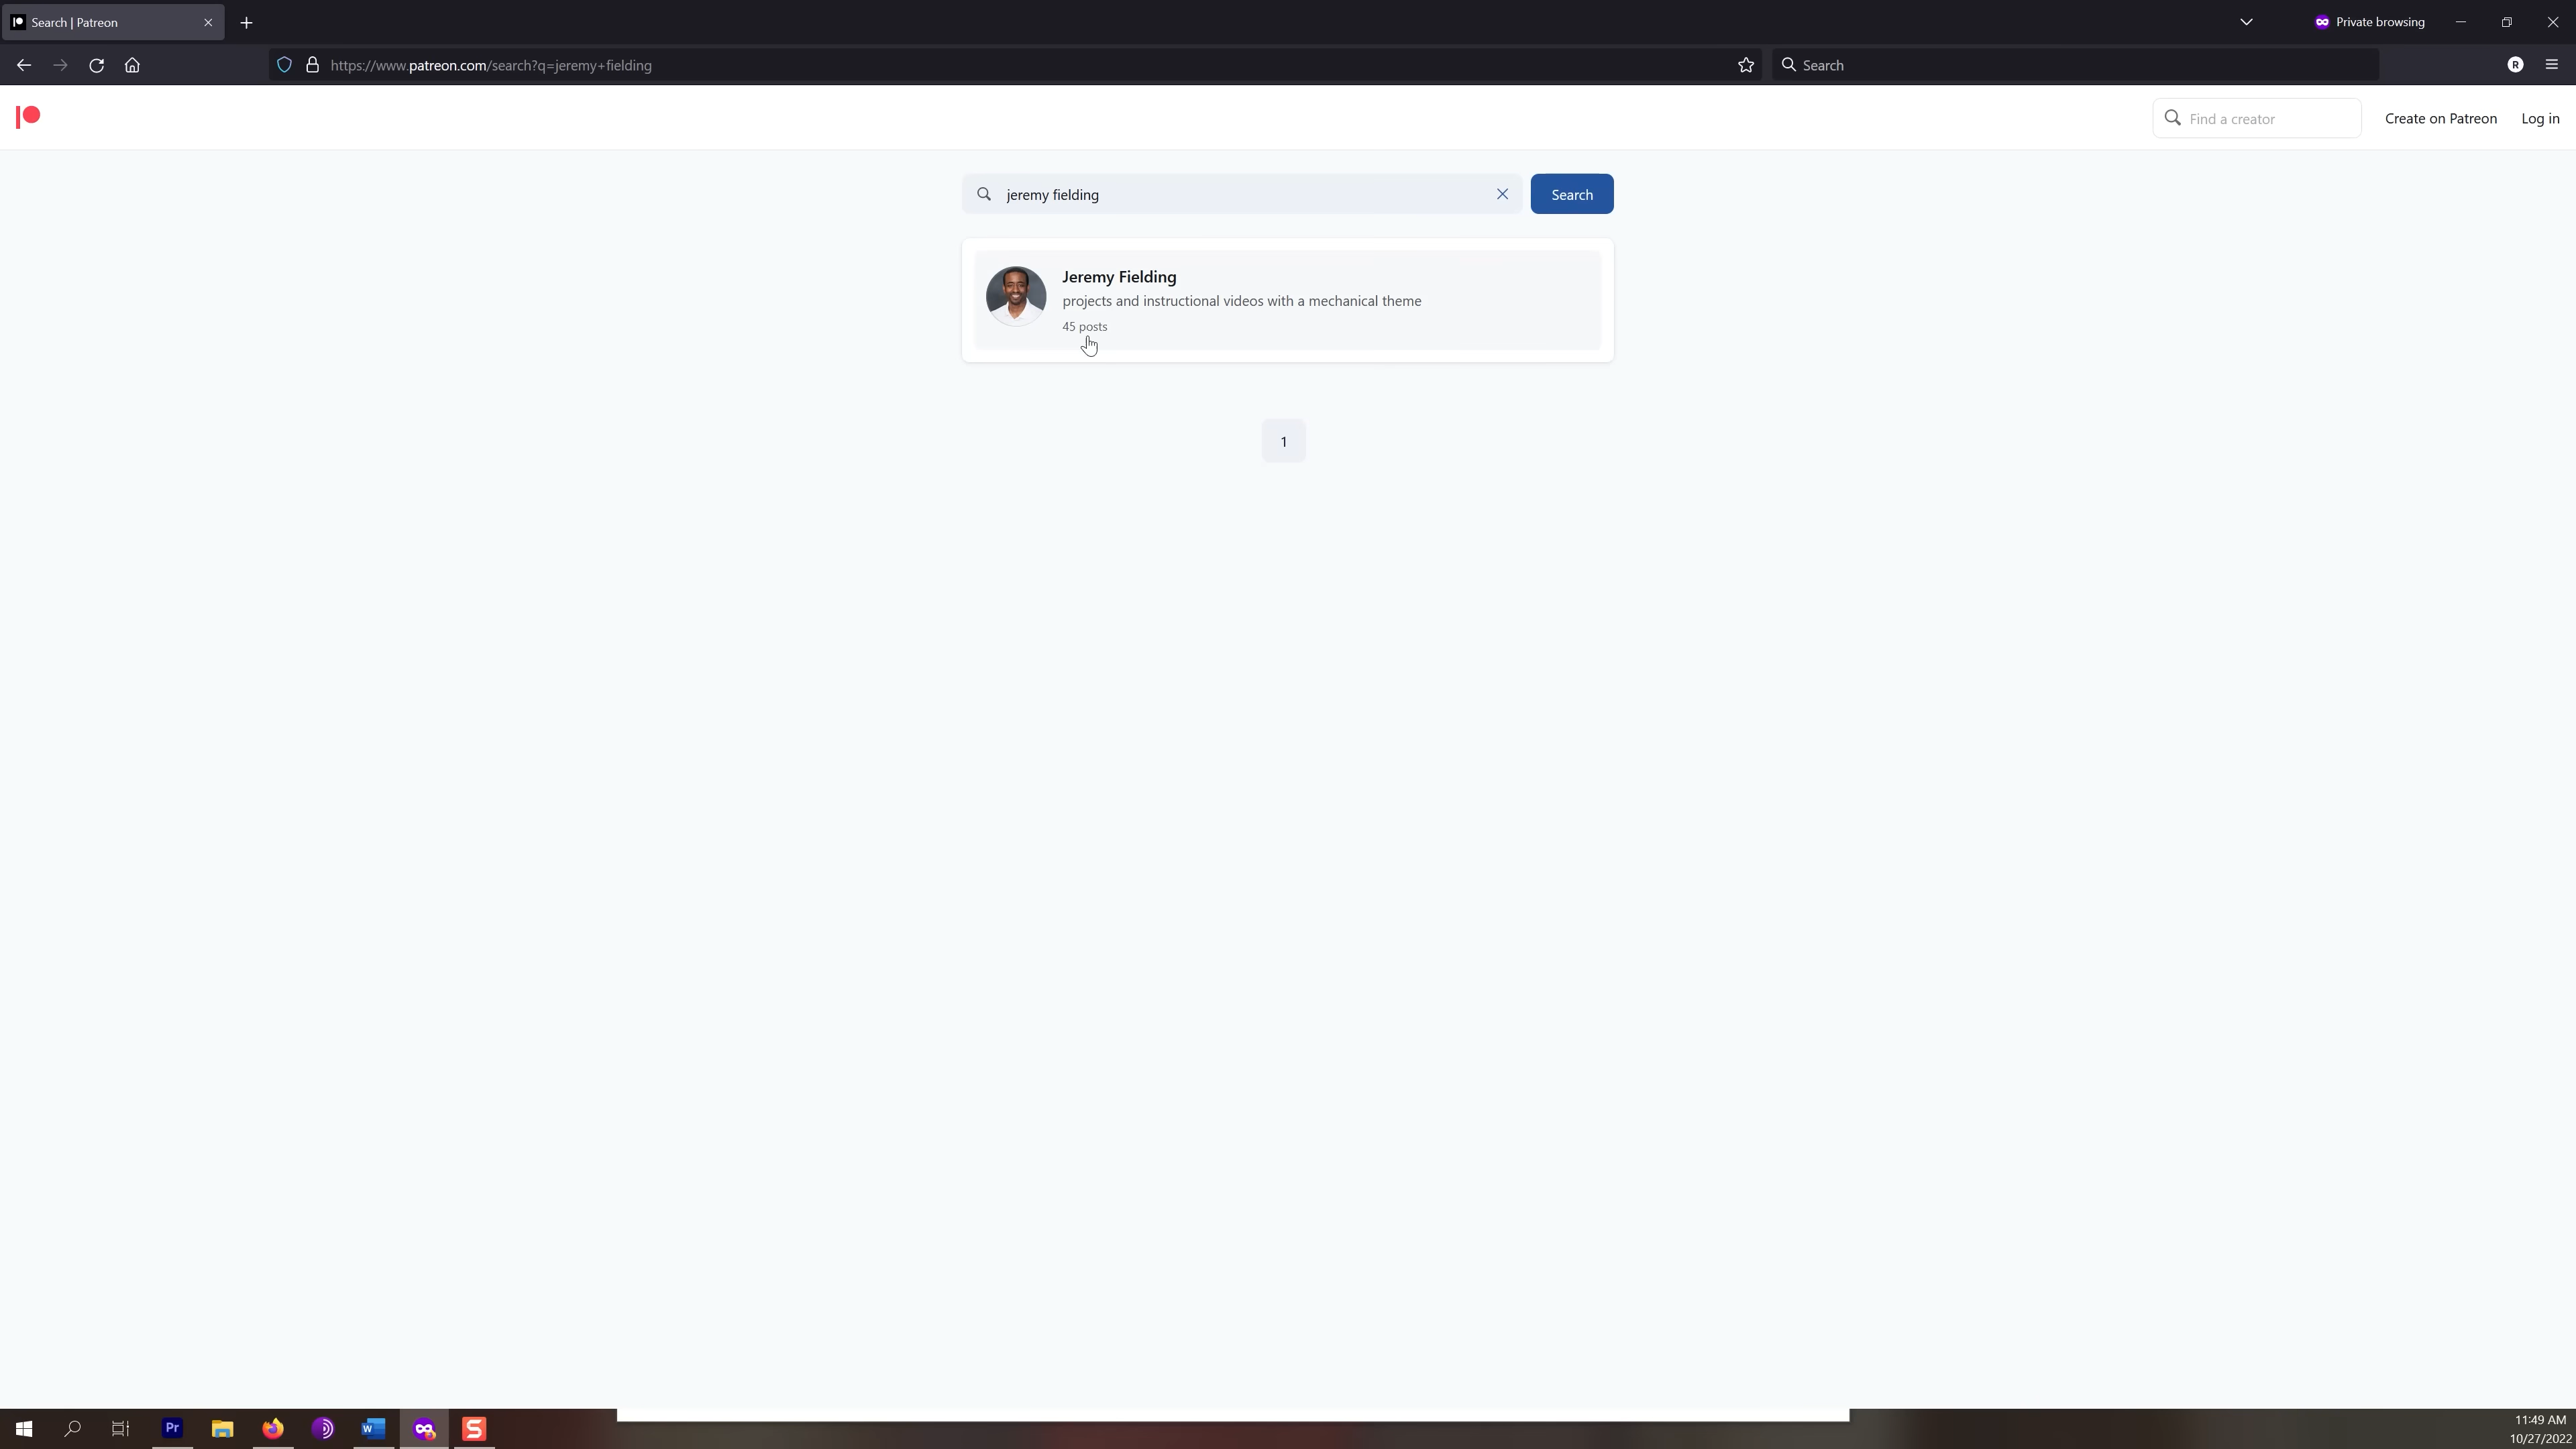 Search | Patreon
Private browsing
https://www.patreon.com/search?q=jeremy+fielding
Search
R
Find a creator
Create on Patreon
Log in
jeremy fielding
Search
Jeremy Fielding
projects and instructional videos with a mechanical theme
45 posts
1
Pr
W
S
11:49 AM
10/27/2022